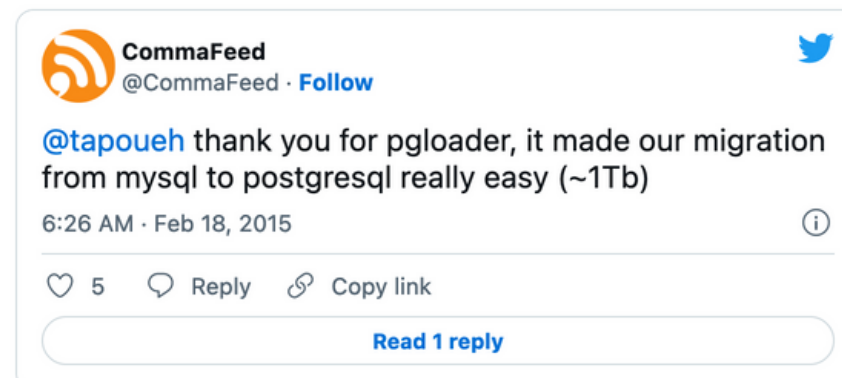 CommaFeed
@CommaFeed · Follow
@tapoueh thank you for pgloader, it made our migration
from mysql to postgresql really easy (~1Tb)
6:26 AM · Feb 18, 2015
5 Reply Copy link
Read 1 reply